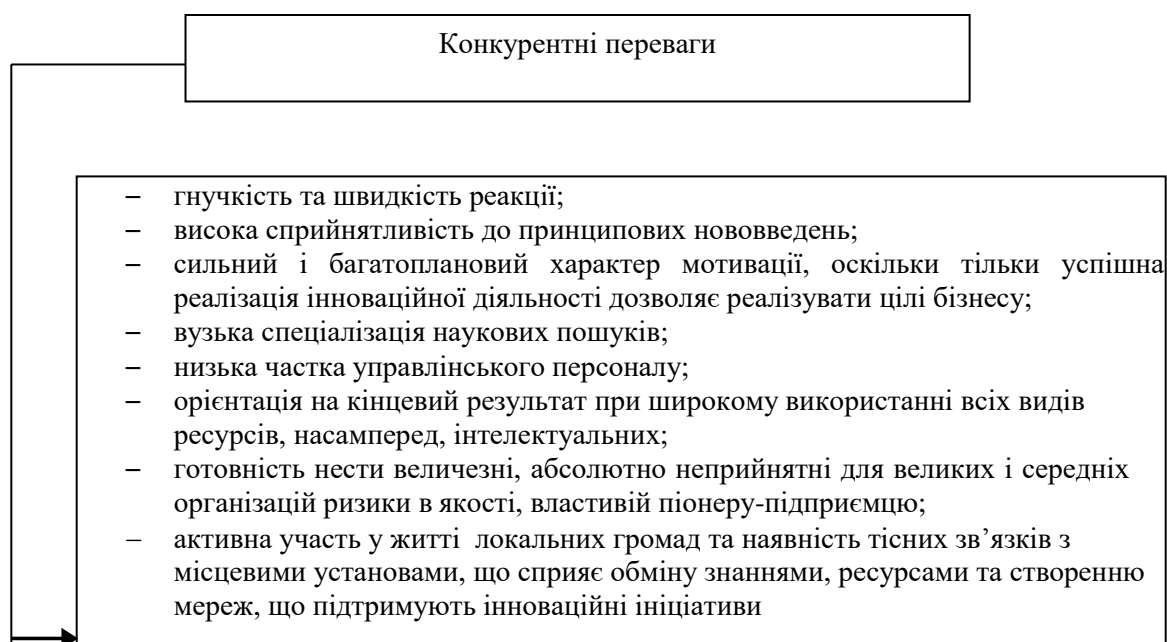 Конкурентні переваги
– гнучкість та швидкість реакції;
– висока сприйнятливість до принципових нововведень;
– сильний і багатоплановий характер мотивації, оскільки тільки успішна
реалізація інноваційної діяльності дозволяє реалізувати цілі бізнесу;
– вузька спеціалізація наукових пошуків;
– низька частка управлінського персоналу;
– орієнтація на кінцевий результат при широкому використанні всіх видів
ресурсів, насамперед, інтелектуальних;
– готовність нести величезні, абсолютно неприйнятні для великих і середніх
організацій ризики в якості, властивій піонеру-підприємцю;
– активна участь у житті локальних громад та наявність тісних зв’язків з
місцевими установами, що сприяє обміну знаннями, ресурсами та створенню
мереж, що підтримують інноваційні ініціативи